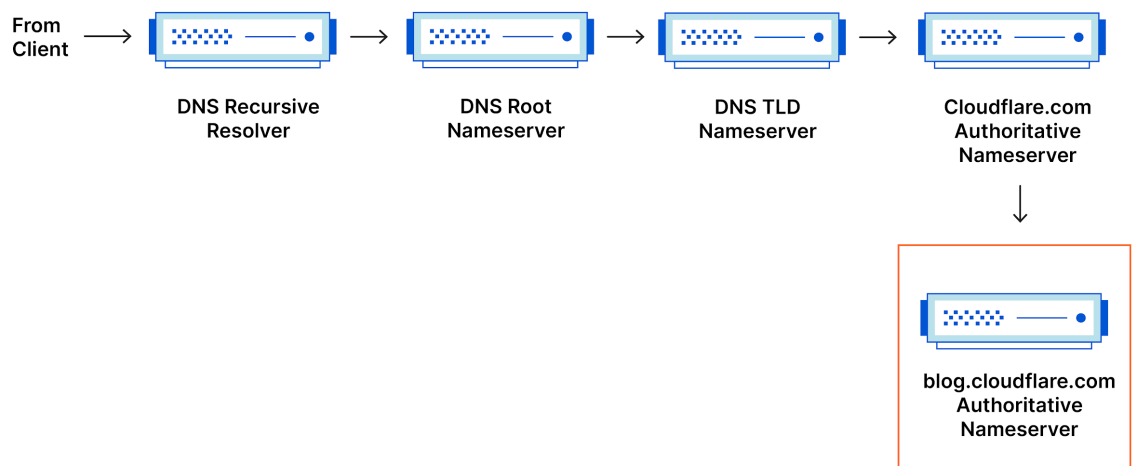 From
Client
DNS Recursive
Resolver
DNS Root
Nameserver
DNS TLD
Nameserver
Cloudflare.com
Authoritative
Nameserver
blog.cloudflare.com
Authoritative
Nameserver